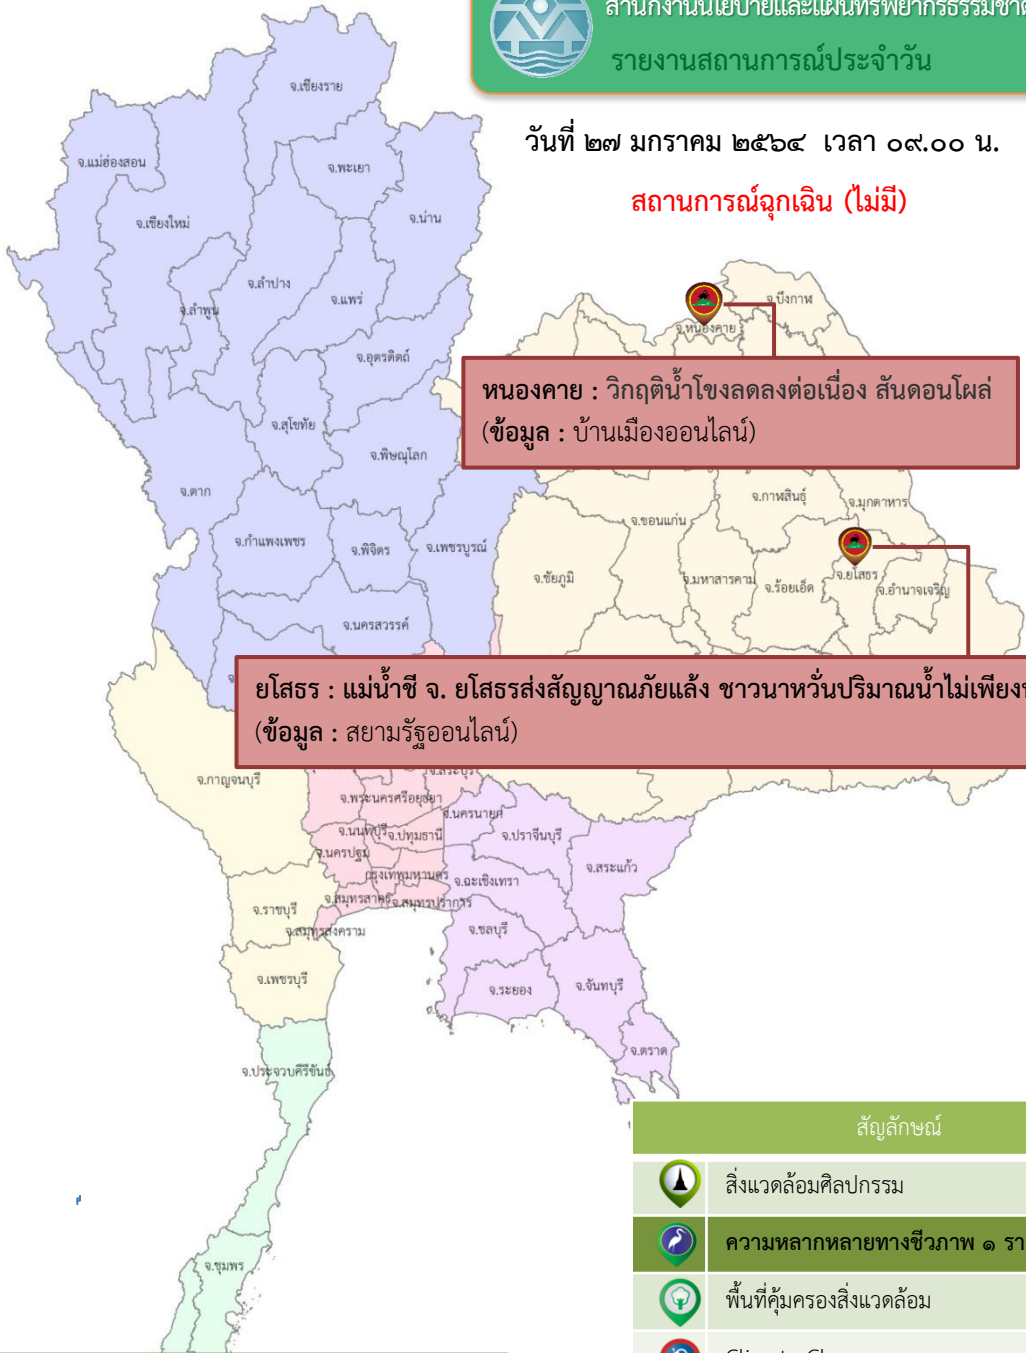 สำนักงานนโยบายและแผนทรัพยากรธรรมชาติ
รายงานสถานการณ์ประจำวัน
วันที่ ๒๗ มกราคม ๒๕๖๔ เวลา ๐๙.๐๐ น.
สถานการณ์ฉุกเฉิน (ไม่มี)
จ.เชียงราย
จ.แม่ฮ่องสอน
จ.พะเยา
จ.เชียงใหม่
จ.น่าน
จ.ลำปาง
จ.แพร่
จ.ลำพูน
จ.บึงกาฬ
จ.หนองคาย
จ.อุตรดิตถ์
หนองคาย : วิกฤติน้ำโขงลดลงต่อเนื่อง สันดอนโผล่
(ข้อมูล : บ้านเมืองออนไลน์)
จ.สุโขทัย
จ.พิษณุโลก
จ.ตาก
จ.กาฬสินธุ์
จ.มุกดาหาร
จ.ขอนแก่น
จ.กำแพงเพชร
จ.พิจิตร
จ.เพชรบูรณ์
จ.ชัยภูมิ
จ.มหาสารคาม
จ.ร้อยเอ็ด
จ.ยโสธร
จ.อำนาจเจริญ
จ.นครสวรรค์
ยโสธร : แม่น้ำชี จ. ยโสธรส่งสัญญาณภัยแล้ง ชาวนาหวั่นปริมาณน้ำไม่เพียง
(ข้อมูล : สยามรัฐออนไลน์)
จ.กาญจนบุรี
จ.สระบุรี
จ.พระนครศรีอยุธยา
จ.นครนายก
จ.นนทบุรี
จ.ปทุมธานี
จ.ปราจีนบุรี
จ.นครปฐม
กรุงเทพมหานคร
จ.ฉะเชิงเทรา
จ.สระแก้ว
จ.สมุทรสาคร
จ.สมุทรปราการ
จ.ราชบุรี
จ.สมุทรสงคราม
จ.ชลบุรี
จ.เพชรบุรี
จ.ระยอง
จ.จันทบุรี
จ.ตราด
จ.ประจวบคีรีขันธ์
จ.ชุมพร
สัญลักษณ์
สิ่งแวดล้อมศิลปกรรม
ความหลากหลายทางชีวภาพ ๑ รา
พื้นที่คุ้มครองสิ่งแวดล้อม